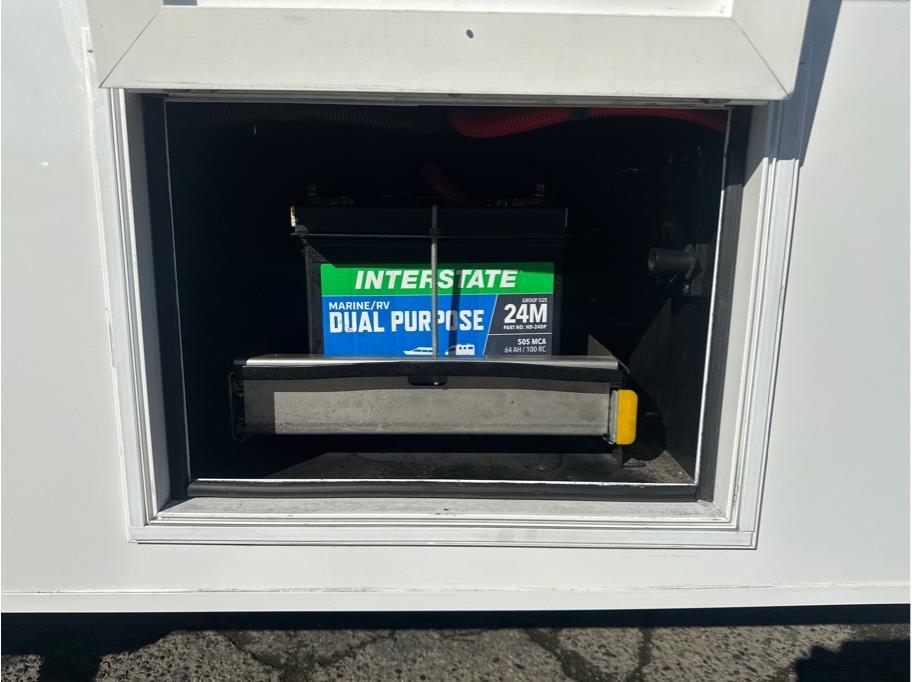 INTERSTATE
MARINE/RV
DUAL PURPOSE
GROUP SIZE
24M
PART NO: HD-24DP
505 MCA
64 AH / 100 RC